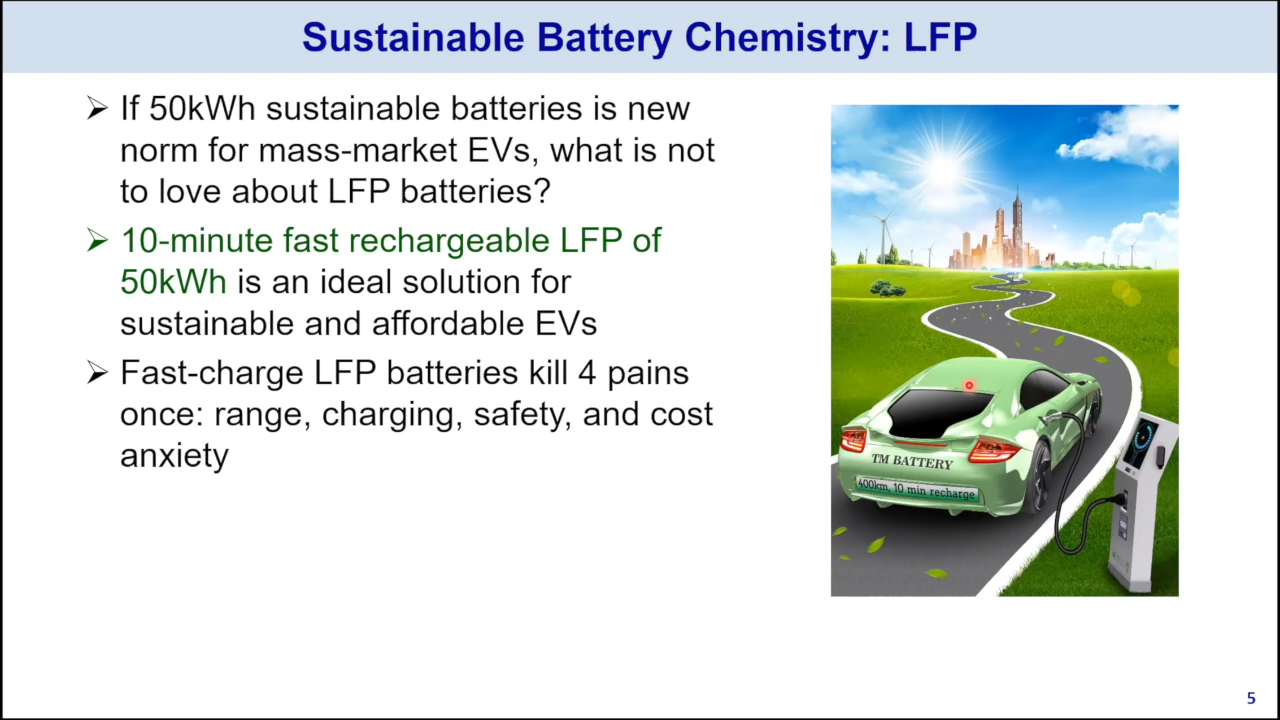 Sustainable Battery Chemistry: LFP
➢ If 50kWh sustainable batteries is new
norm for mass-market EVs, what is not
to love about LFP batteries?
➢ 10-minute fast rechargeable LFP of
50kWh is an ideal solution for
sustainable and affordable EVs
➢ Fast-charge LFP batteries kill 4 pains
once: range, charging, safety, and cost
anxiety
TM BATTERY
400km, 10 min recharge
5